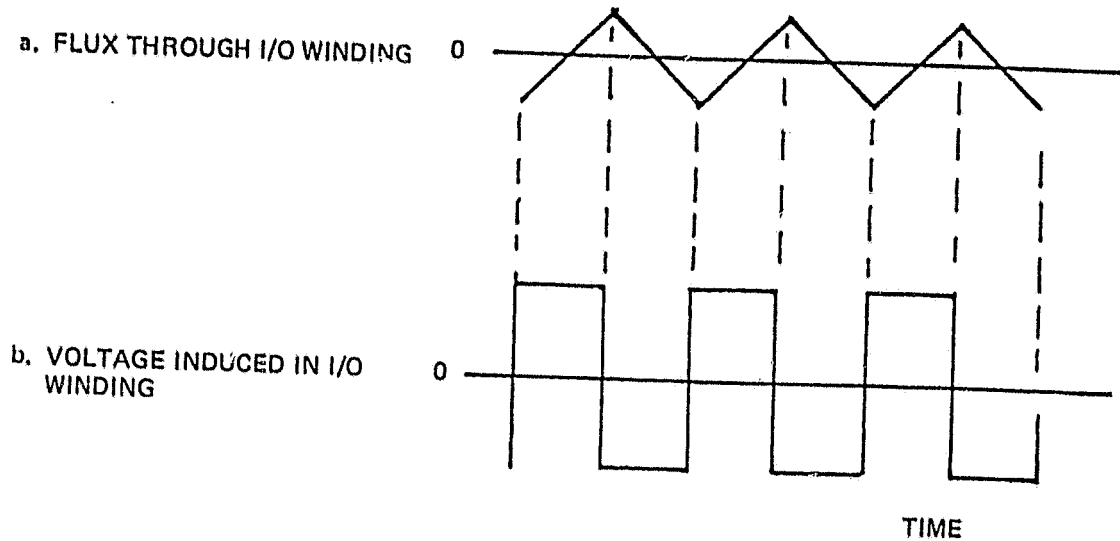 a. FLUX THROUGH I/O WINDING 0
b. VOLTAGE INDUCED IN I/O
WINDING
0
TIME